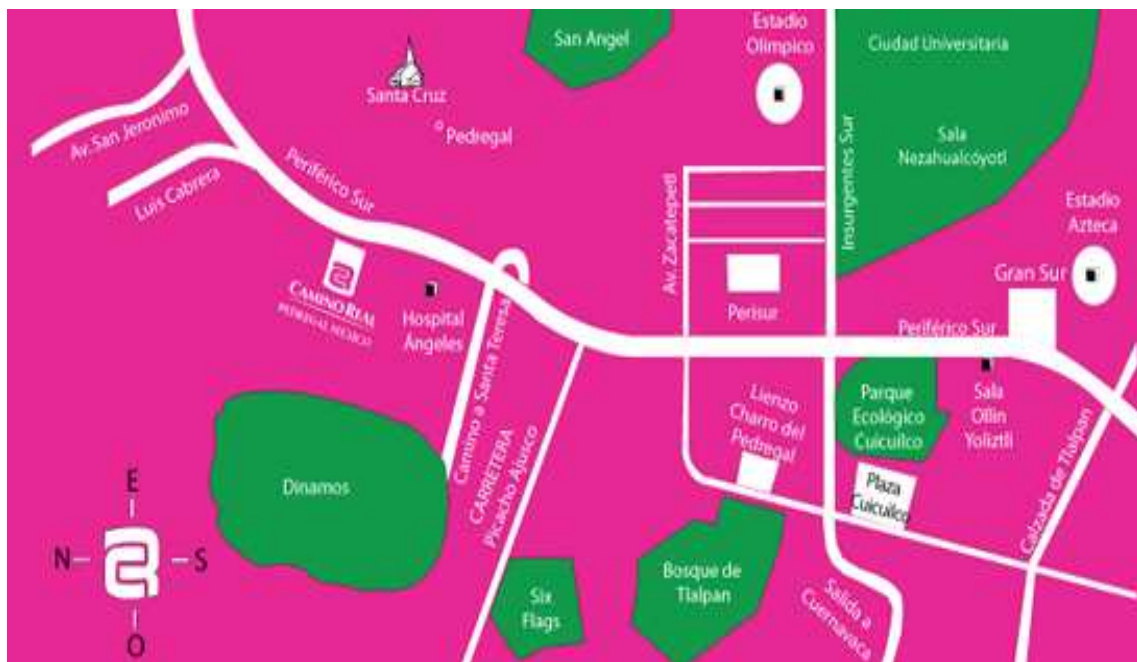 San Angel
Estadio
Olimpico
Ciudad Universitaria
Santa Cruz
Pedregal
Av. San Jeronimo
Luis Cabrera
Periférico Sur
Insurgentes Sur
Sala
Nezahualcóyotl
Av. Zacatepetl
Estadio
Azteca
Gran Sur
CAMINO REAL
PEDREGAL MEXICO
Hospital
Ángeles
Perisur
Periférico Sur
Camino a Santa Teresa
CARRETERA
Picacho Ajusco
Lienzo
Charro del
Pedregal
Parque
Ecológico
Cuicuilco
Sala
Ollin
Yoliztli
Calzada de Tlalpan
Plaza
Cuicuilco
Dinamos
E
N
S
O
Six
Flags
Bosque de
Tlalpan
Salida a
Cuernavaca